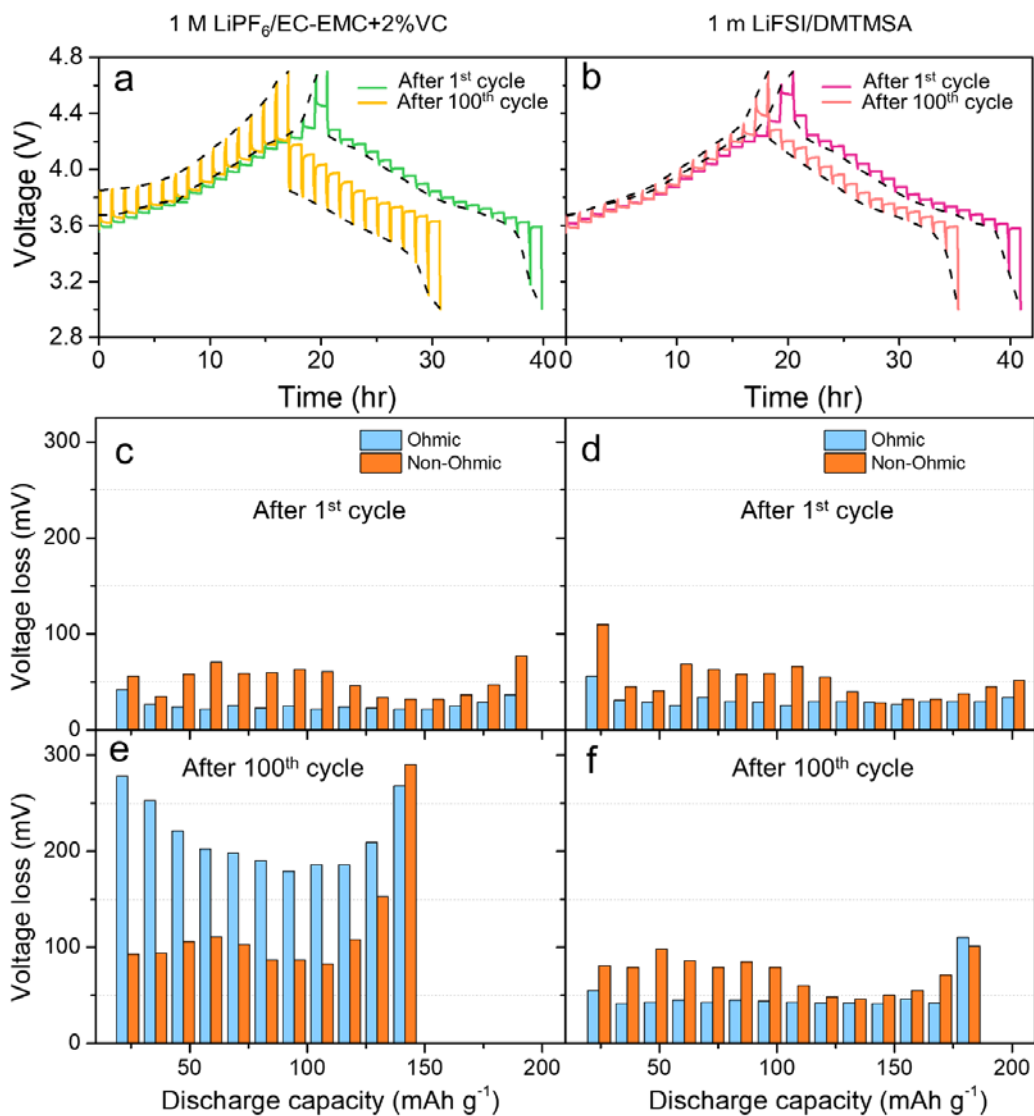 1 M LiPF₆/EC-EMC+2%VC
1 m LiFSI/DMTMSA
a
After 1ˢᵗ cycle
After 100ᵗʰ cycle
b
After 1ˢᵗ cycle
After 100ᵗʰ cycle
Voltage (V)
4.8
4.4
4.0
3.6
3.2
2.8
0 10 20 30 40
0 10 20 30 40
Time (hr)
Time (hr)
c
Ohmic
Non-Ohmic
After 1ˢᵗ cycle
d
Ohmic
Non-Ohmic
After 1ˢᵗ cycle
Voltage loss (mV)
300
200
100
0
e
After 100ᵗʰ cycle
f
After 100ᵗʰ cycle
Voltage loss (mV)
300
200
100
0
50 100 150 200
50 100 150 200
Discharge capacity (mAh g⁻¹)
Discharge capacity (mAh g⁻¹)